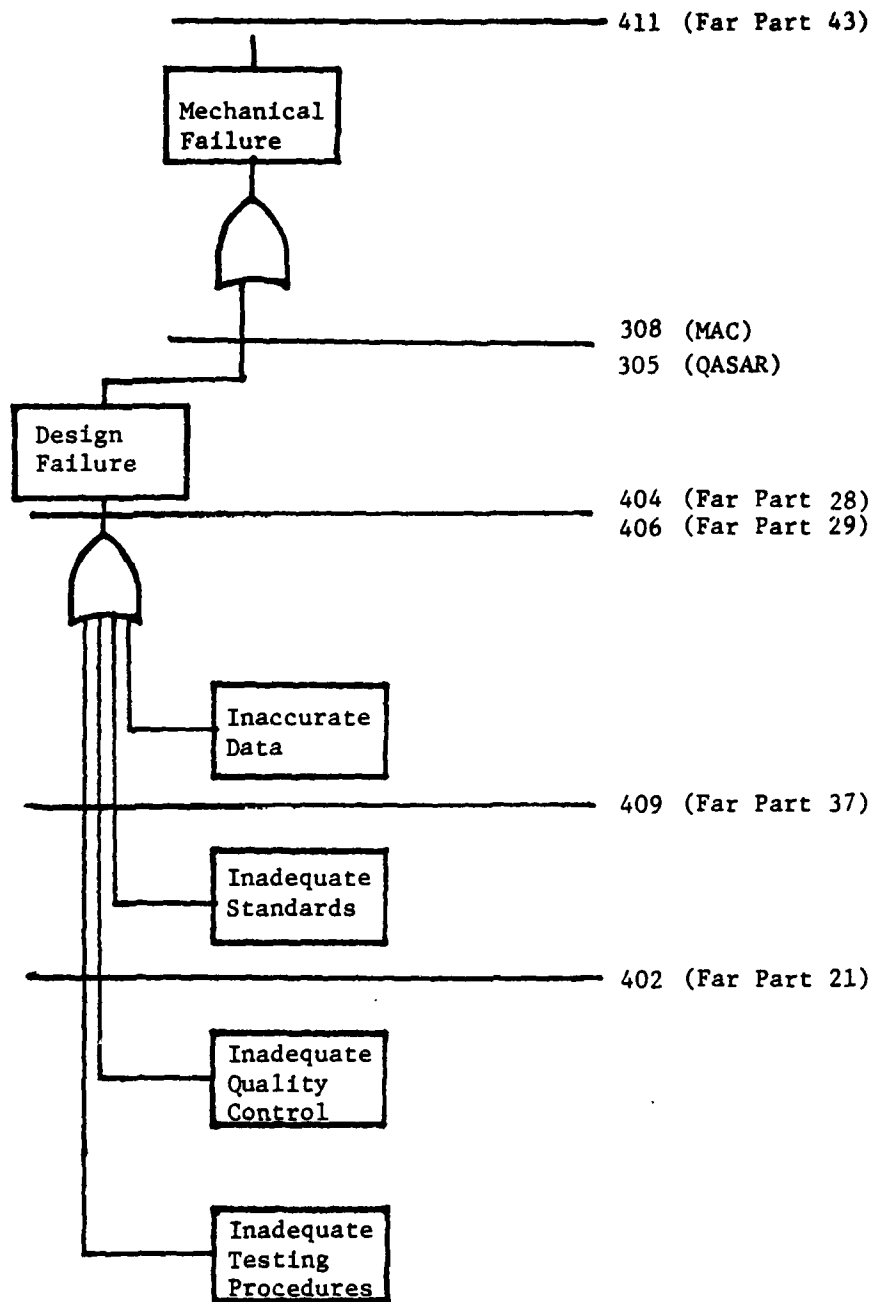 411 (Far Part 43)
Mechanical
Failure
308 (MAC)
305 (QASAR)
Design
Failure
404 (Far Part 28)
406 (Far Part 29)
Inaccurate
Data
409 (Far Part 37)
Inadequate
Standards
402 (Far Part 21)
Inadequate
Quality
Control
Inadequate
Testing
Procedures